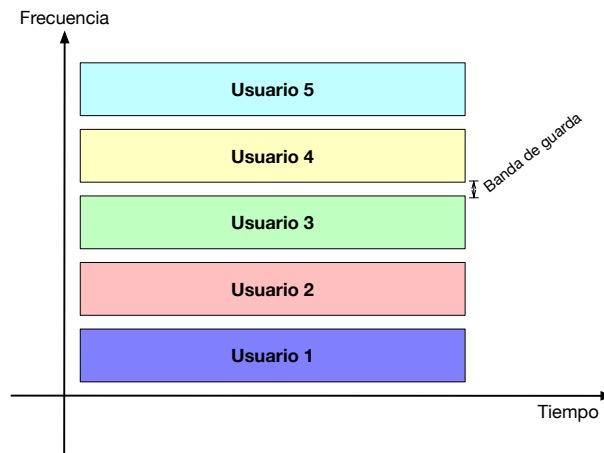 Frecuencia
Usuario 5
Usuario 4
Banda de guarda
Usuario 3
Usuario 2
Usuario 1
Tiempo